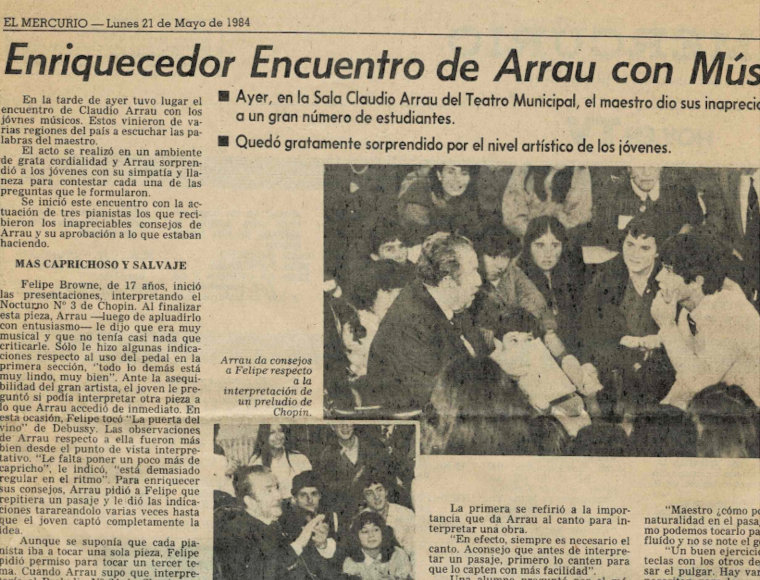 EL MERCURIO — Lunes 21 de Mayo de 1984
Enriquecedor Encuentro de Arrau con Mús
■ Ayer, en la Sala Claudio Arrau del Teatro Municipal, el maestro dio sus inaprecia
a un gran número de estudiantes.
■ Quedó gratamente sorprendido por el nivel artístico de los jóvenes.
En la tarde de ayer tuvo lugar el
encuentro de Claudio Arrau con los
jóvnes músicos. Estos vinieron de
varias regiones del país a escuchar las pa-
labras del maestro.
El acto se realizó en un ambiente
de grata cordialidad y Arrau sorpren-
dió a los jóvenes con su simpatía y lla-
neza para contestar cada una de las
preguntas que le formularon.
Se inició este encuentro con la ac-
tuación de tres pianistas los que reci-
bieron los inapreciables consejos de
Arrau y su aprobación a lo que estaban
haciendo.
MAS CAPRICHOSO Y SALVAJE
Felipe Browne, de 17 años, inició
las presentaciones, interpretando el
Nocturno Nº 3 de Chopin. Al finalizar
esta pieza, Arrau —luego de apluadirlo
con entusiasmo— le dijo que era muy
musical y que no tenía casi nada que
criticarle. Sólo le hizo algunas indica-
ciones respecto al uso del pedal en la
primera sección, "todo lo demás está
muy lindo, muy bien". Ante la asequi-
bilidad del gran artista, el joven le pre-
guntó si podía interpretar otra pieza a
lo que Arrau accedió de inmediato. En
esta ocasión, Felipe tocó "La puerta del
vino" de Debussy. Las observaciones
de Arrau respecto a ella fueron más
bien desde el punto de vista interpre-
tativo. "Le falta poner un poco más de
capricho", le indicó, "está demasiado
regular en el ritmo". Para enriquecer
sus consejos, Arrau pidió a Felipe que
repitiera un pasaje y le dió las indica-
ciones tarareándolo varias veces hasta
que el joven captó completamente la
idea.
Aunque se suponía que cada pia-
nista iba a tocar una sola pieza, Felipe
pidió permiso para tocar un tercer te-
ma. Cuando Arrau supo que interpre-
Arrau da consejos
a Felipe respecto
a la
interpretación de
un preludio de
Chopin.
La primera se refirió a la impor-
tancia que da Arrau al canto para in-
terpretar una obra.
"En efecto, siempre es necesario el
canto. Aconsejo que antes de interpre-
tar un pasaje, primero lo canten para
que lo capten con más facilidad".
"Maestro ¿cómo po
naturalidad en el pasaj
mo podemos tocarlo pa
fluído y no se note el
"Un buen ejercici
teclas con los otros de
sar el pulgar. Hay var